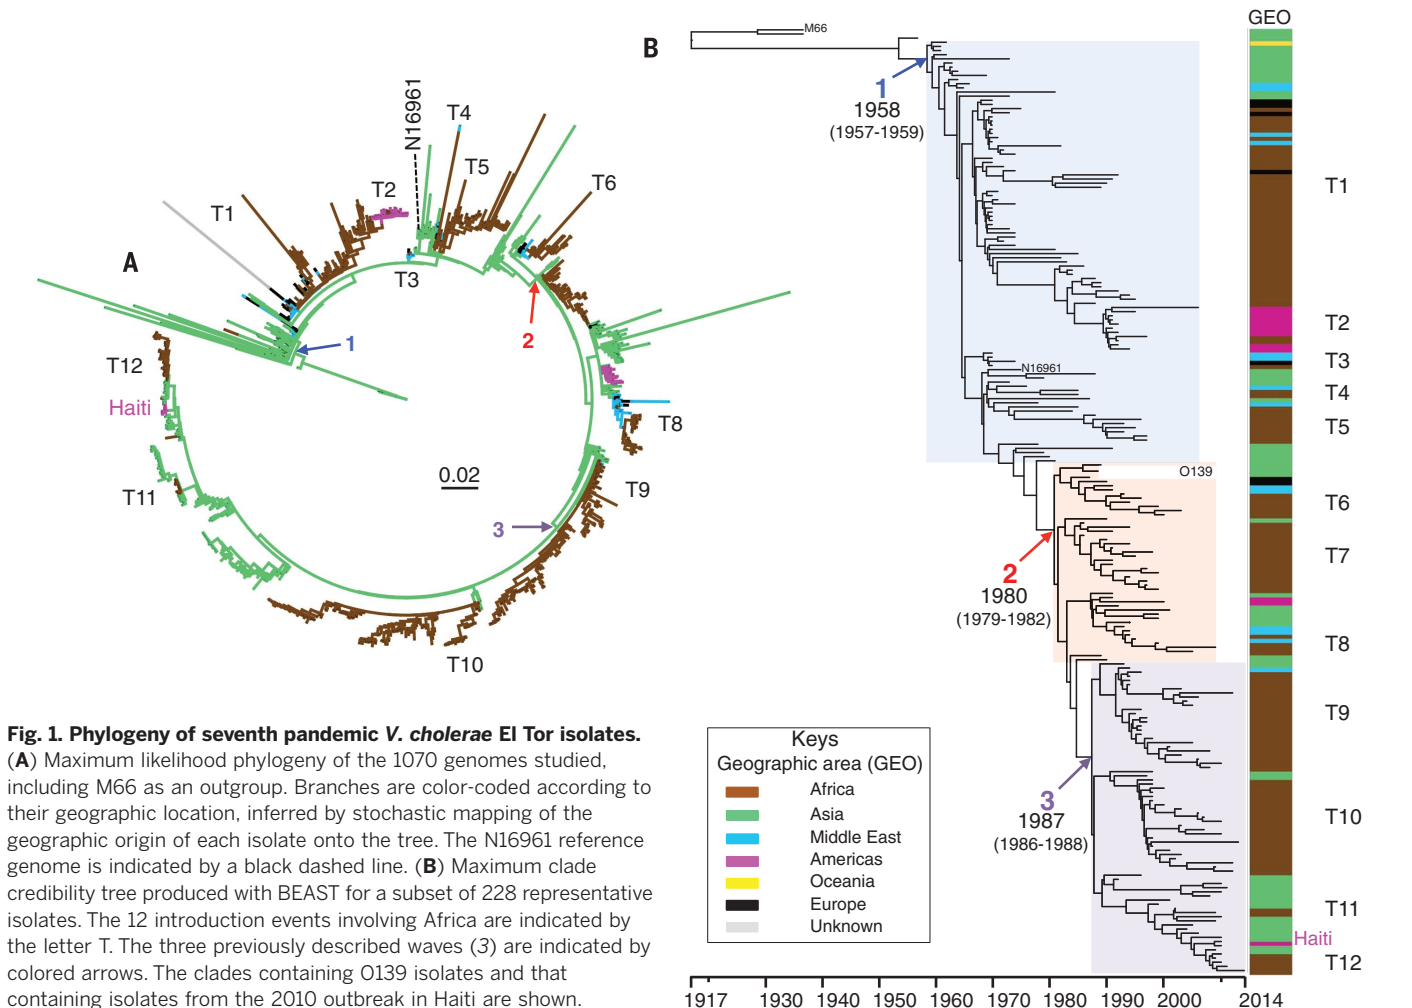 A
N16961
T4
T5
T2
T6
T1
T3
1
2
T12
Haiti
T8
0.02
T9
T11
3
T10
B
GEO
M66
1
1958
(1957-1959)
T1
T2
T3
N16961
T4
T5
O139
T6
T7
2
1980
(1979-1982)
T8
T9
3
1987
(1986-1988)
T10
T11
Haiti
T12
1917 1930 1940 1950 1960 1970 1980 1990 2000 2014
Keys
Geographic area (GEO)
Africa
Asia
Middle East
Americas
Oceania
Europe
Unknown
Fig. 1. Phylogeny of seventh pandemic V. cholerae El Tor isolates.
(A) Maximum likelihood phylogeny of the 1070 genomes studied,
including M66 as an outgroup. Branches are color-coded according to
their geographic location, inferred by stochastic mapping of the
geographic origin of each isolate onto the tree. The N16961 reference
genome is indicated by a black dashed line. (B) Maximum clade
credibility tree produced with BEAST for a subset of 228 representative
isolates. The 12 introduction events involving Africa are indicated by
the letter T. The three previously described waves (3) are indicated by
colored arrows. The clades containing O139 isolates and that
containing isolates from the 2010 outbreak in Haiti are shown.